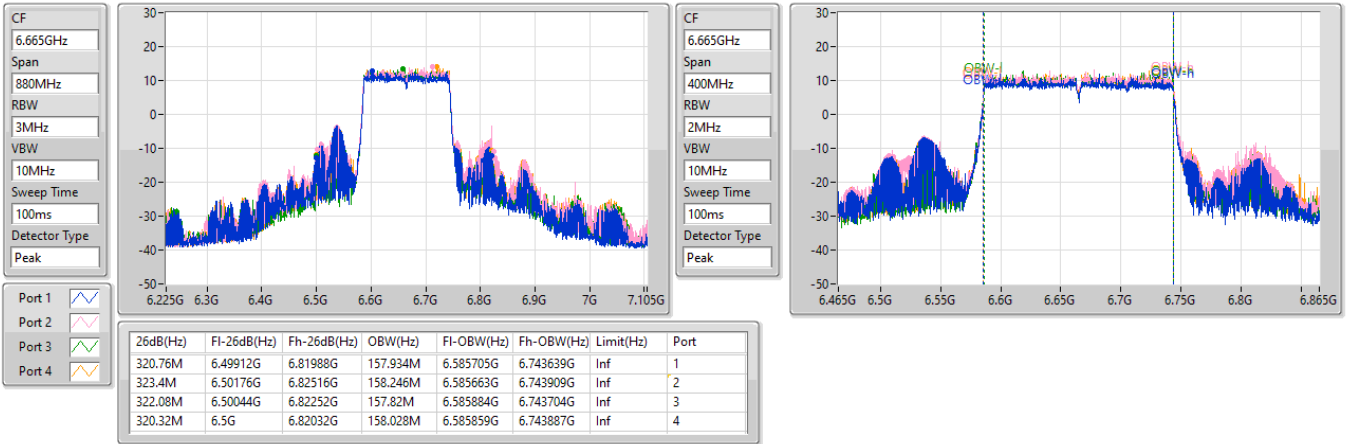 CF
6.665GHz
Span
880MHz
RBW
3MHz
VBW
10MHz
Sweep Time
100ms
Detector Type
Peak
30-
20-
10-
0-
-10-
-20-
-30-
-40-
-50-
6.225G 6.3G 6.4G 6.5G 6.6G 6.7G 6.8G 6.9G 7G 7.105G
CF
6.665GHz
Span
400MHz
RBW
2MHz
VBW
10MHz
Sweep Time
100ms
Detector Type
Peak
30-
20-
10-
0-
-10-
-20-
-30-
-40-
-50-
OBW-l
OBW-h
6.465G 6.5G 6.55G 6.6G 6.65G 6.7G 6.75G 6.8G 6.865G
Port 1
Port 2
Port 3
Port 4
26dB(Hz) Fl-26dB(Hz) Fh-26dB(Hz) OBW(Hz) Fl-OBW(Hz) Fh-OBW(Hz) Limit(Hz) Port
320.76M 6.49912G 6.81988G 157.934M 6.585705G 6.743639G Inf 1
323.4M 6.50176G 6.82516G 158.246M 6.585663G 6.743909G Inf 2
322.08M 6.50044G 6.82252G 157.82M 6.585884G 6.743704G Inf 3
320.32M 6.5G 6.82032G 158.028M 6.585859G 6.743887G Inf 4